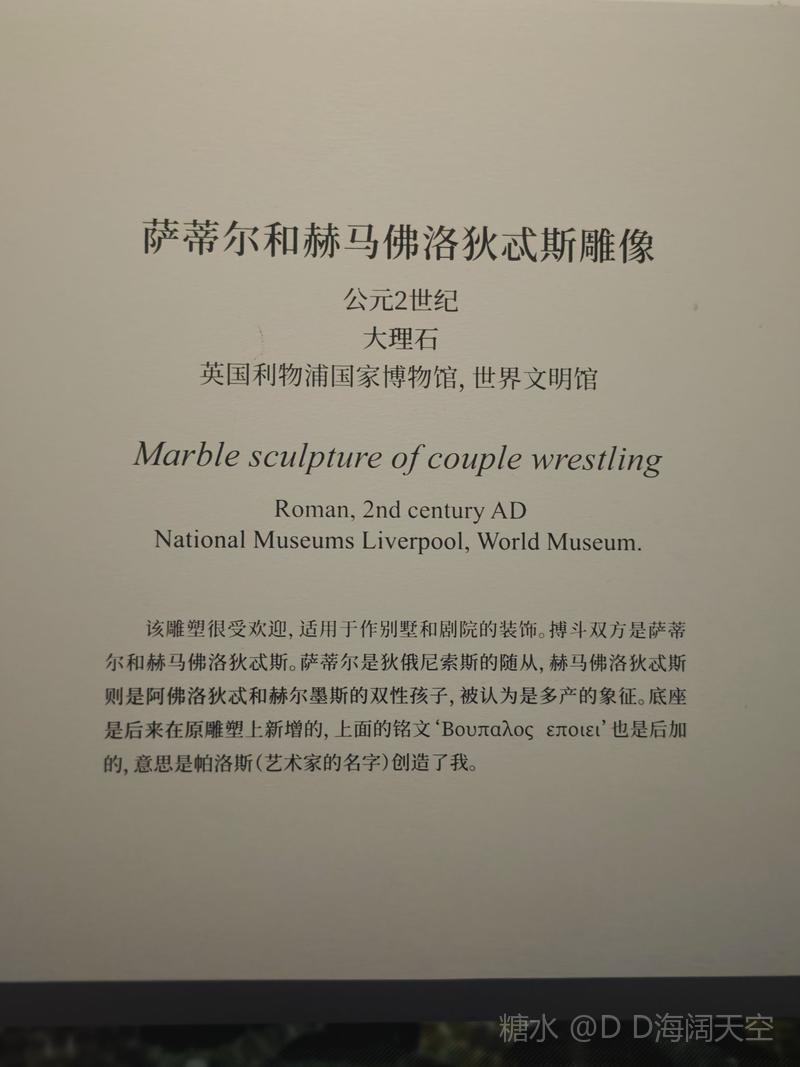 萨蒂尔和赫马佛洛狄忒斯雕像
公元2世纪
大理石
英国利物浦国家博物馆, 世界文明馆
Marble sculpture of couple wrestling
Roman, 2nd century AD
National Museums Liverpool, World Museum.
该雕塑很受欢迎, 适用于作别墅和剧院的装饰。搏斗双方是萨蒂
尔和赫马佛洛狄忒斯。萨蒂尔是狄俄尼索斯的随从, 赫马佛洛狄忒斯
则是阿佛洛狄忒和赫尔墨斯的双性孩子, 被认为是多产的象征。底座
是后来在原雕塑上新增的, 上面的铭文‘Βουπαλος εποιει’也是后加
的, 意思是帕洛斯(艺术家的名字)创造了我。
糖水 @D D海阔天空